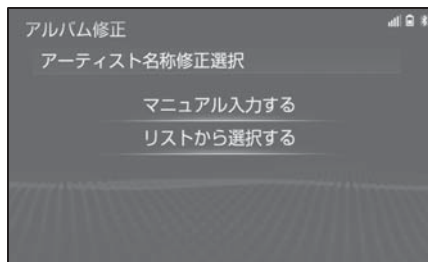 アルバム修正
アーティスト名称修正選択
マニュアル入力する
リストから選択する